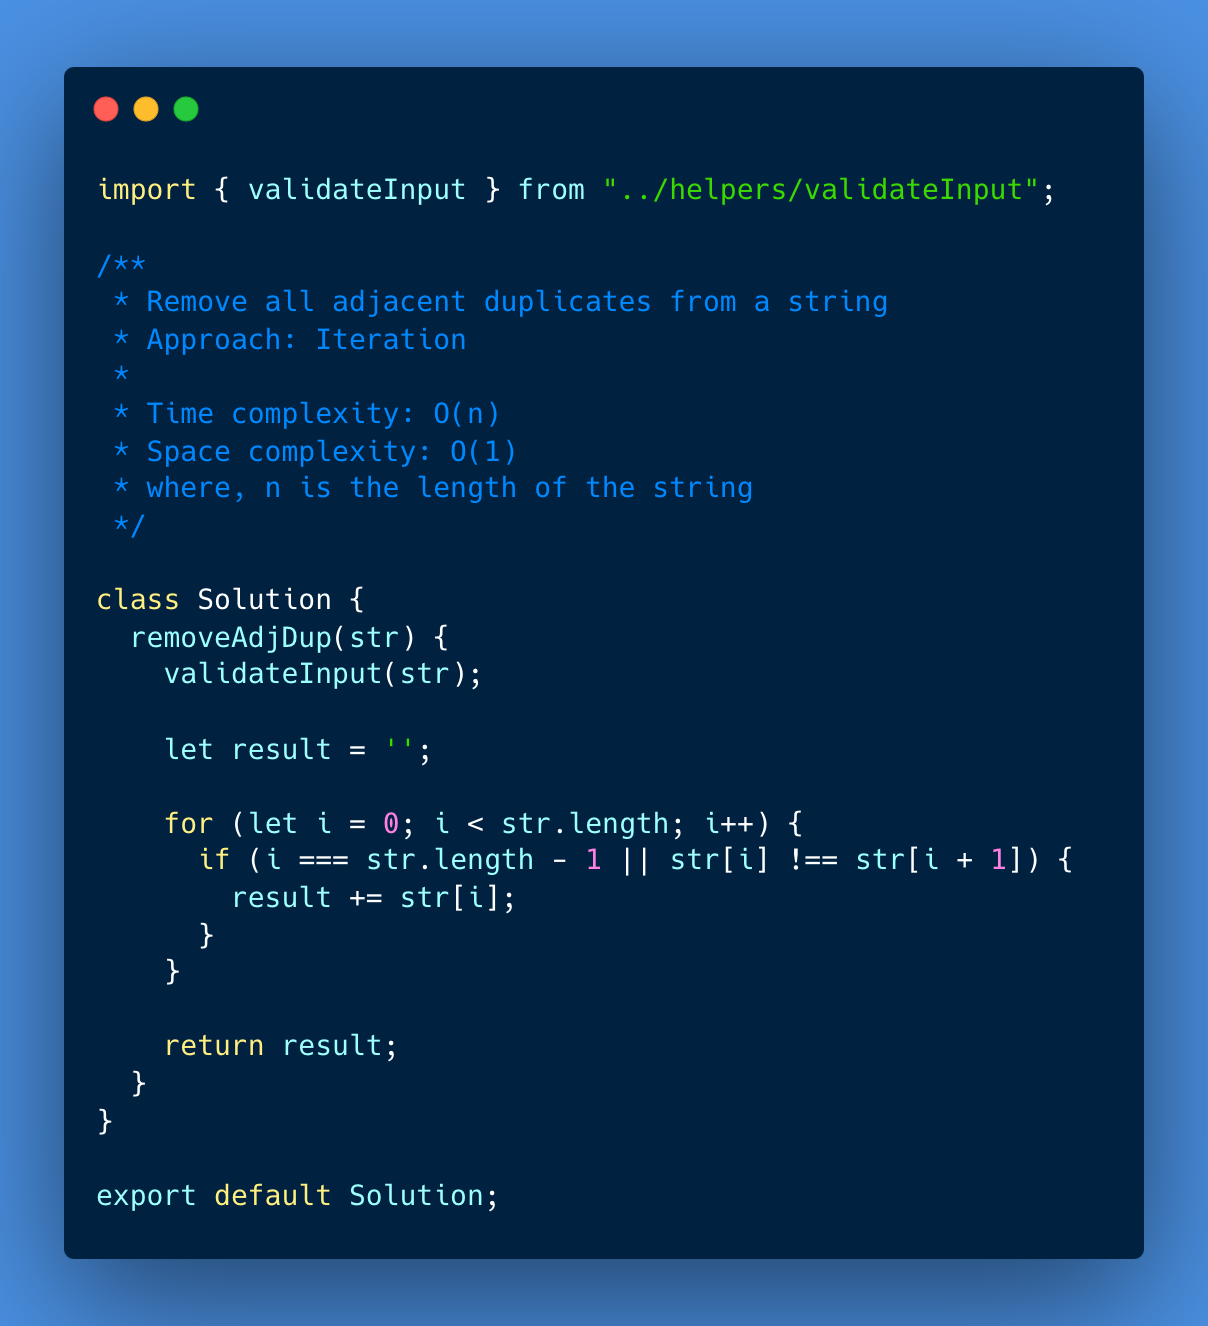 import { validateInput } from "../helpers/validateInput";
/**
 * Remove all adjacent duplicates from a string
 * Approach: Iteration
 *
 * Time complexity: O(n)
 * Space complexity: O(1)
 * where, n is the length of the string
 */
class Solution {
  removeAdjDup(str) {
    validateInput(str);
    let result = '';
    for (let i = 0; i < str.length; i++) {
      if (i === str.length - 1 || str[i] !== str[i + 1]) {
        result += str[i];
      }
    }
    return result;
  }
}
export default Solution;